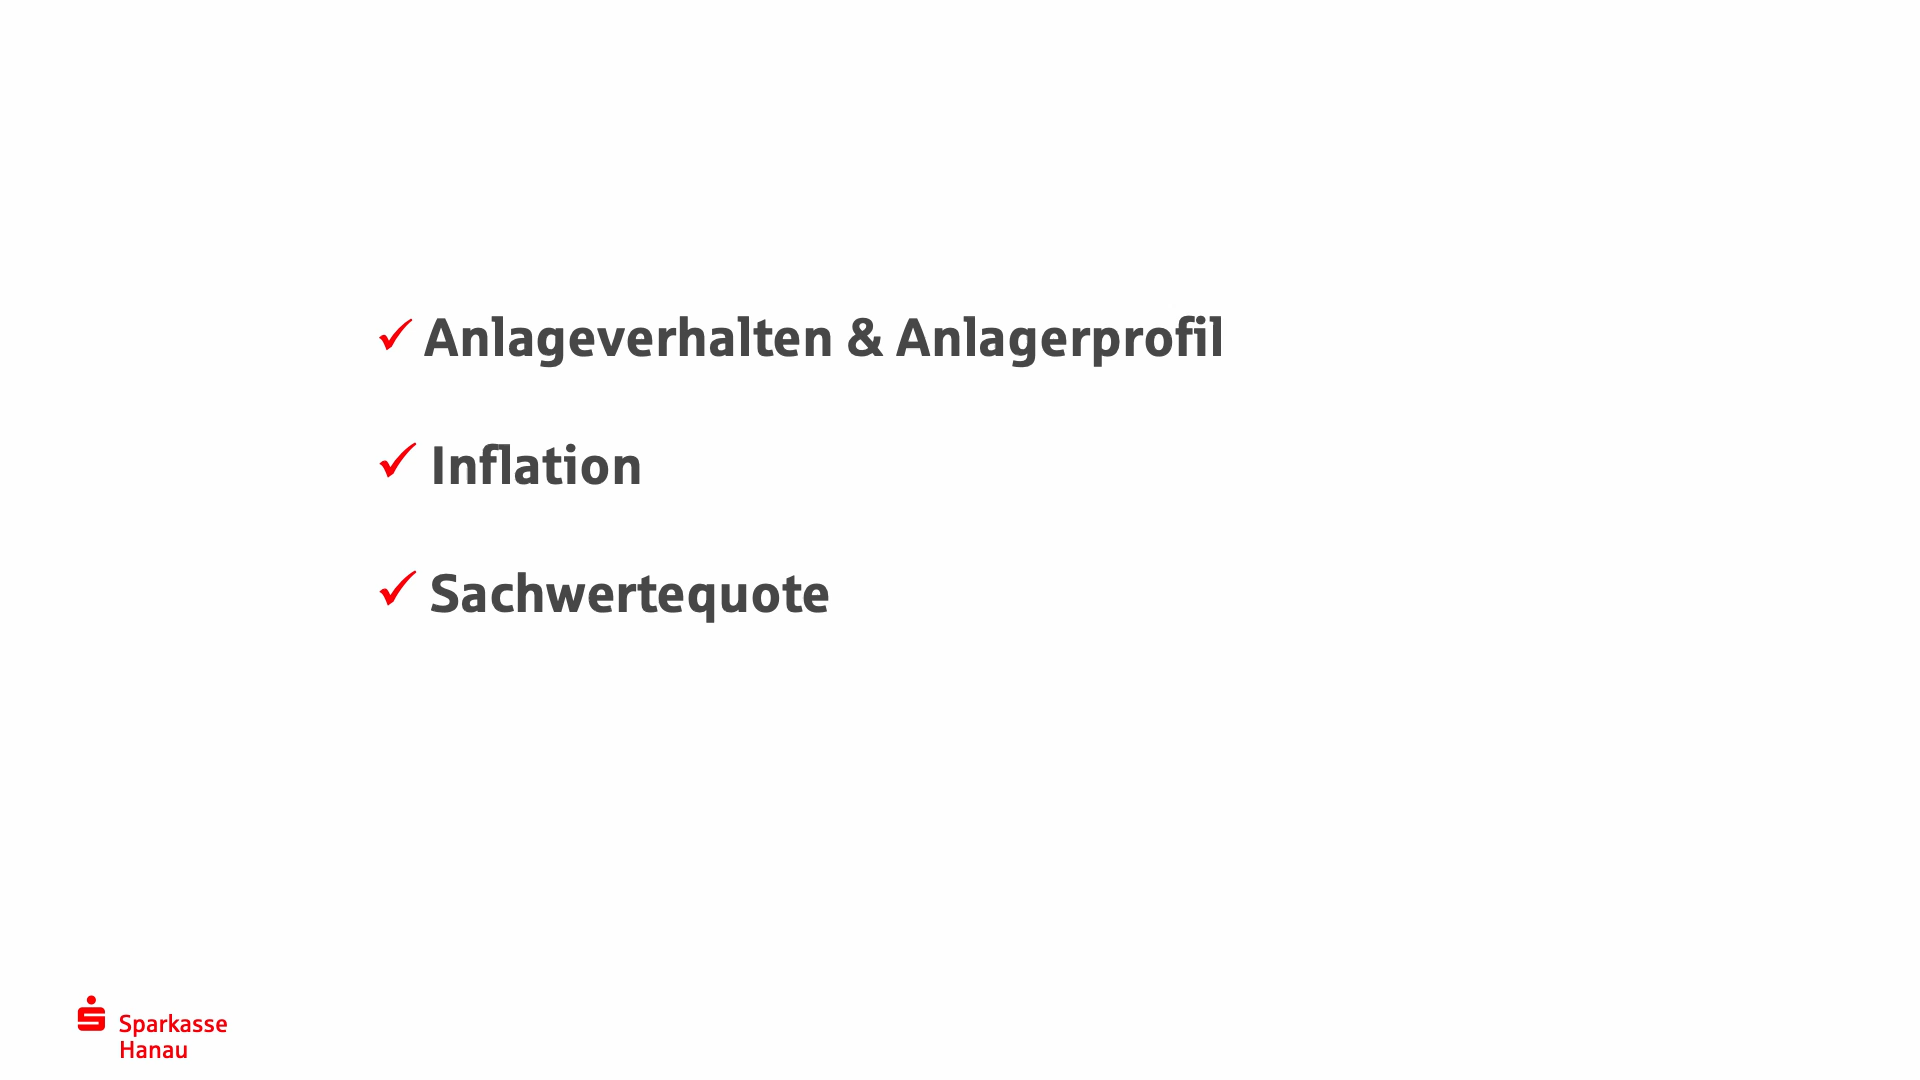 Anlageverhalten & Anlagerprofil
Inflation
Sachwertequote
Sparkasse
Hanau